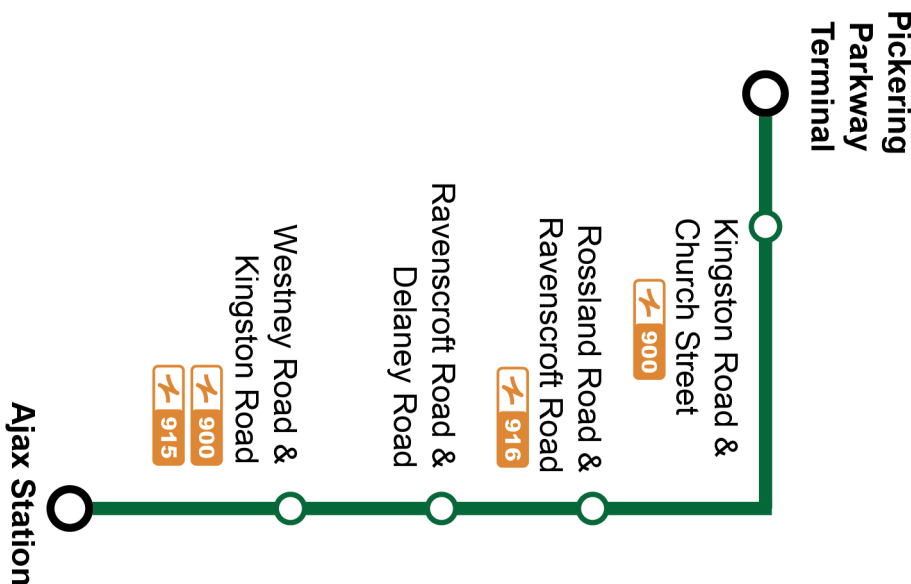 Pickering
Parkway
Terminal
Kingston Road &
Church Street
900
Rossland Road &
Ravenscroft Road
916
Ravenscroft Road &
Delaney Road
Westney Road &
Kingston Road
900
915
Ajax Station